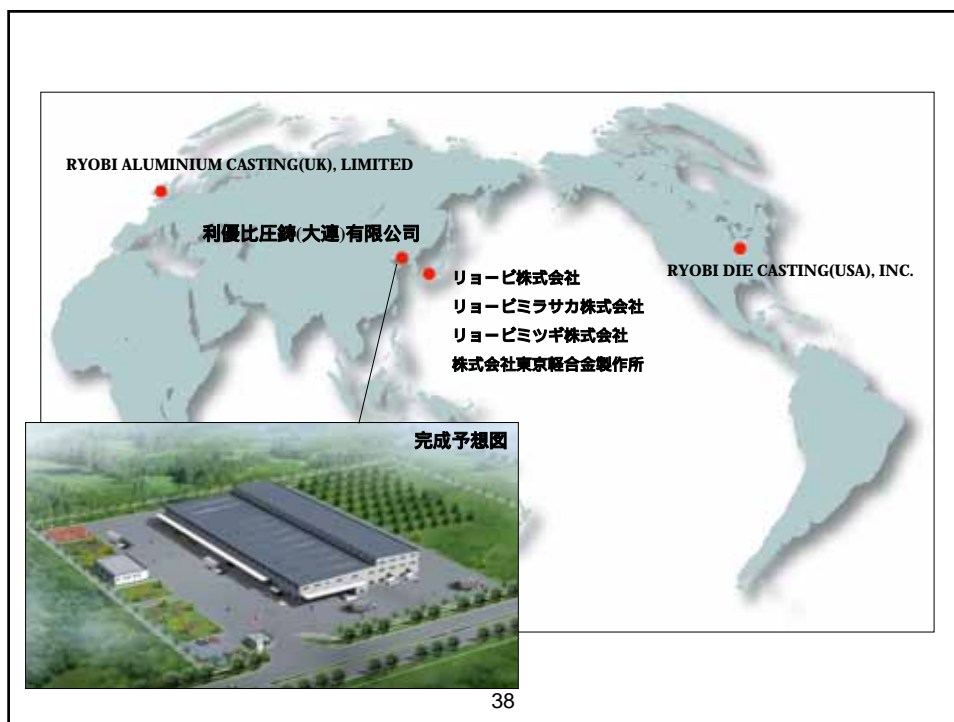 RYOBI ALUMINIUM CASTING(UK), LIMITED
利優比圧鋳(大連)有限公司
リョービ株式会社
リョービミラサカ株式会社
リョービミツギ株式会社
株式会社東京軽合金製作所
RYOBI DIE CASTING(USA), INC.
完成予想図
38